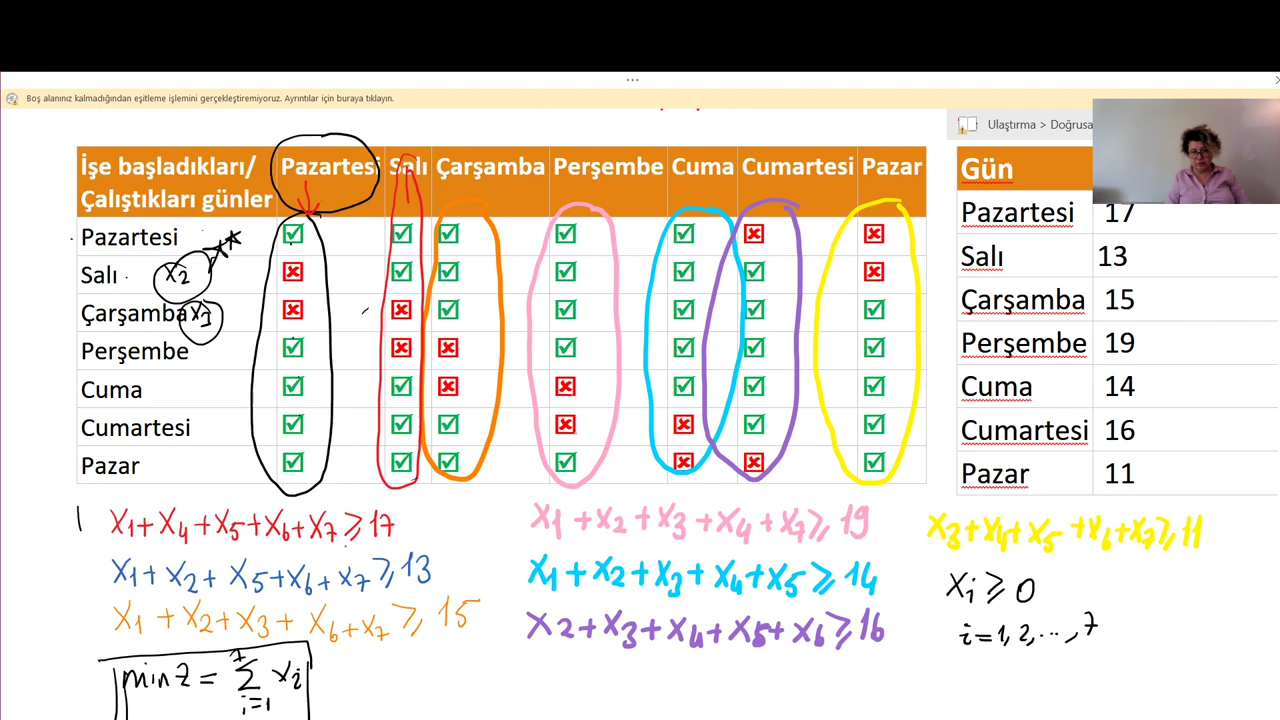 Boş alanınız kalmadığından eşitleme işlemini gerçekleştiremiyoruz. Ayrıntılar için buraya tıklayın.
Ulaştırma > Doğrusa
İşe başladıkları/ Çalıştıkları günler Pazartesi Salı Çarşamba Perşembe Cuma Cumartesi Pazar
Pazartesi
Salı x2
Çarşamba x3
Perşembe
Cuma
Cumartesi
Pazar
Gün
Pazartesi 17
Salı 13
Çarşamba 15
Perşembe 19
Cuma 14
Cumartesi 16
Pazar 11
x1+x4+x5+x6+x7≥17
x1+x2+x5+x6+x7≥13
x1+x2+x3+x6+x7≥15
min z = Σ xi
7
i=1
x1+x2+x3+x4+x7≥19
x1+x2+x3+x4+x5≥14
x2+x3+x4+x5+x6≥16
x3+x4+x5+x6+x7≥11
xi≥0
i=1,2,...,7